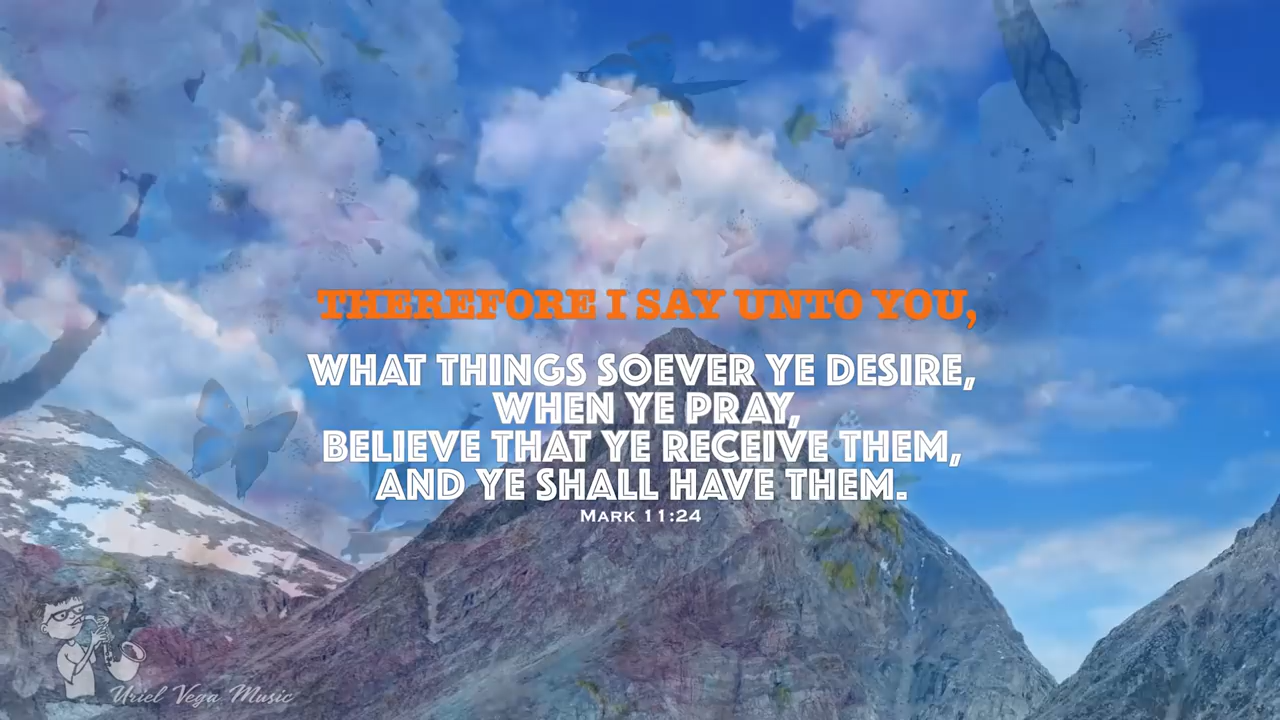 THEREFORE I SAY UNTO YOU,
WHAT THINGS SOEVER YE DESIRE,
WHEN YE PRAY,
BELIEVE THAT YE RECEIVE THEM,
AND YE SHALL HAVE THEM.
MARK 11:24
Uriel Vega Music